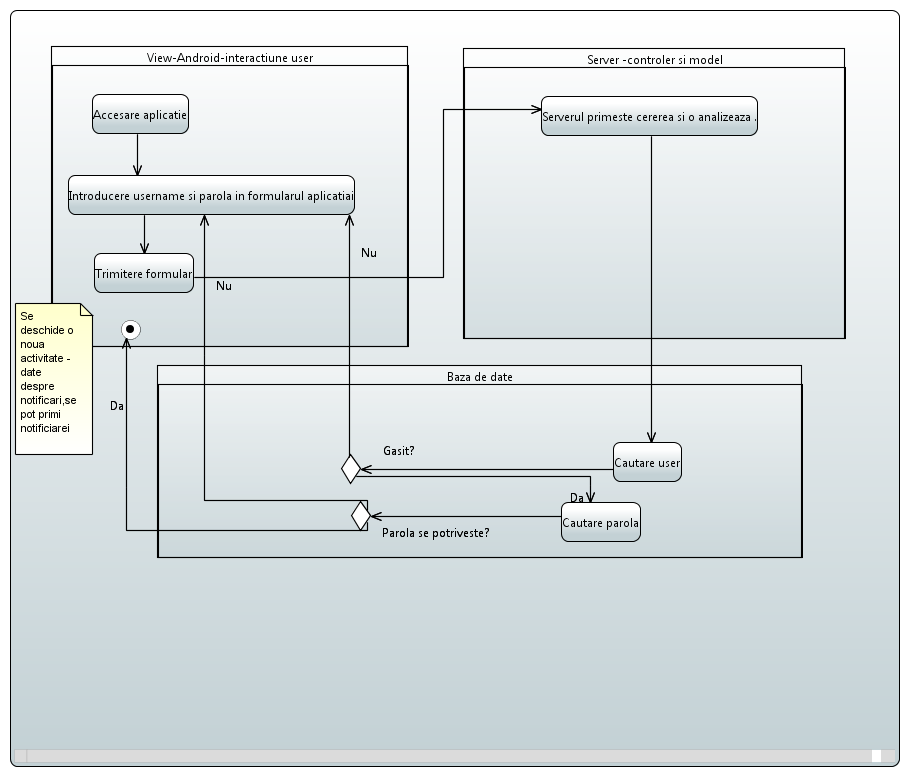 View-Android-interactiune user
Accesare aplicatie
Introducere username si parola in formularul aplicatiai
Trimitere formular
Nu
Nu
Server -controler si model
Serverul primeste cererea si o analizeaza .
Se
deschide o
noua
activitate -
date
despre
notificari,se
pot primi
notificiarei
Da
Baza de date
Gasit?
Cautare user
Da
Cautare parola
Parola se potriveste?